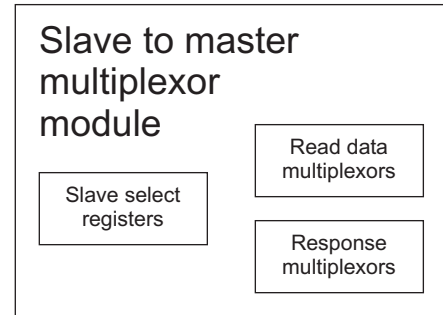 Slave to master
multiplexor
module
Slave select
registers
Read data
multiplexors
Response
multiplexors